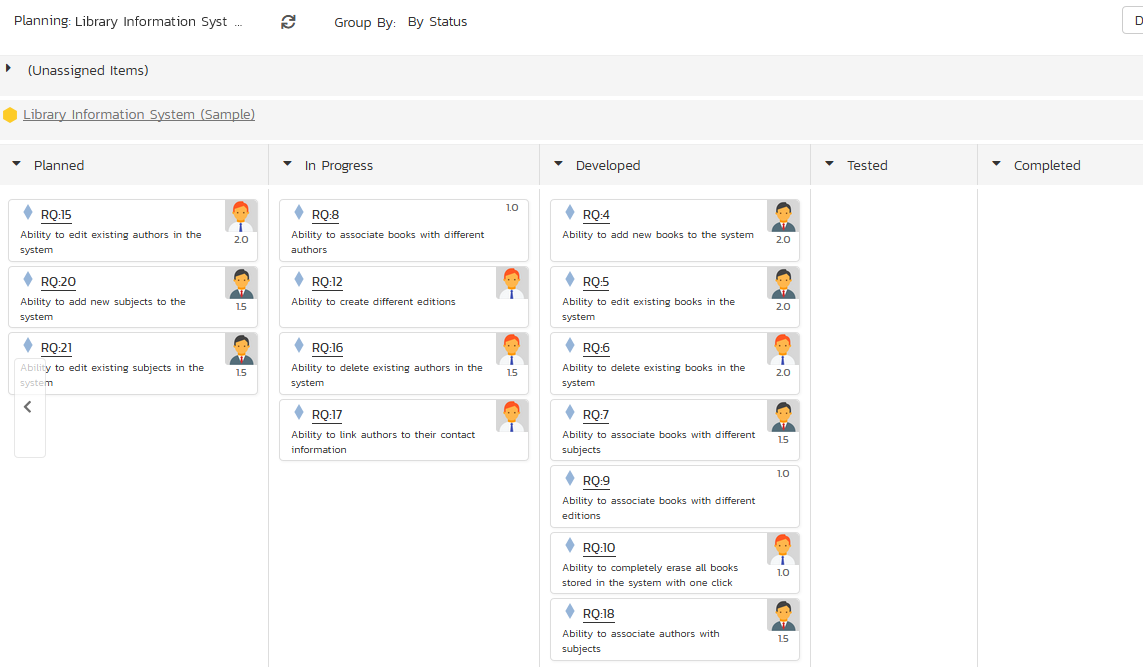 Planning: Library Information Syst ...
Group By: By Status
D
(Unassigned Items)
Library Information System (Sample)
Planned
In Progress
Developed
Tested
Completed
RQ:15
2.0
Ability to edit existing authors in the
system
RQ:20
1.5
Ability to add new subjects to the
system
RQ:21
1.5
Ability to edit existing subjects in the
system
RQ:8
1.0
Ability to associate books with different
authors
RQ:12
Ability to create different editions
RQ:16
1.5
Ability to delete existing authors in the
system
RQ:17
Ability to link authors to their contact
information
RQ:4
2.0
Ability to add new books to the system
RQ:5
2.0
Ability to edit existing books in the
system
RQ:6
2.0
Ability to delete existing books in the
system
RQ:7
1.5
Ability to associate books with different
subjects
RQ:9
1.0
Ability to associate books with different
editions
RQ:10
1.0
Ability to completely erase all books
stored in the system with one click
RQ:18
1.5
Ability to associate authors with
subjects